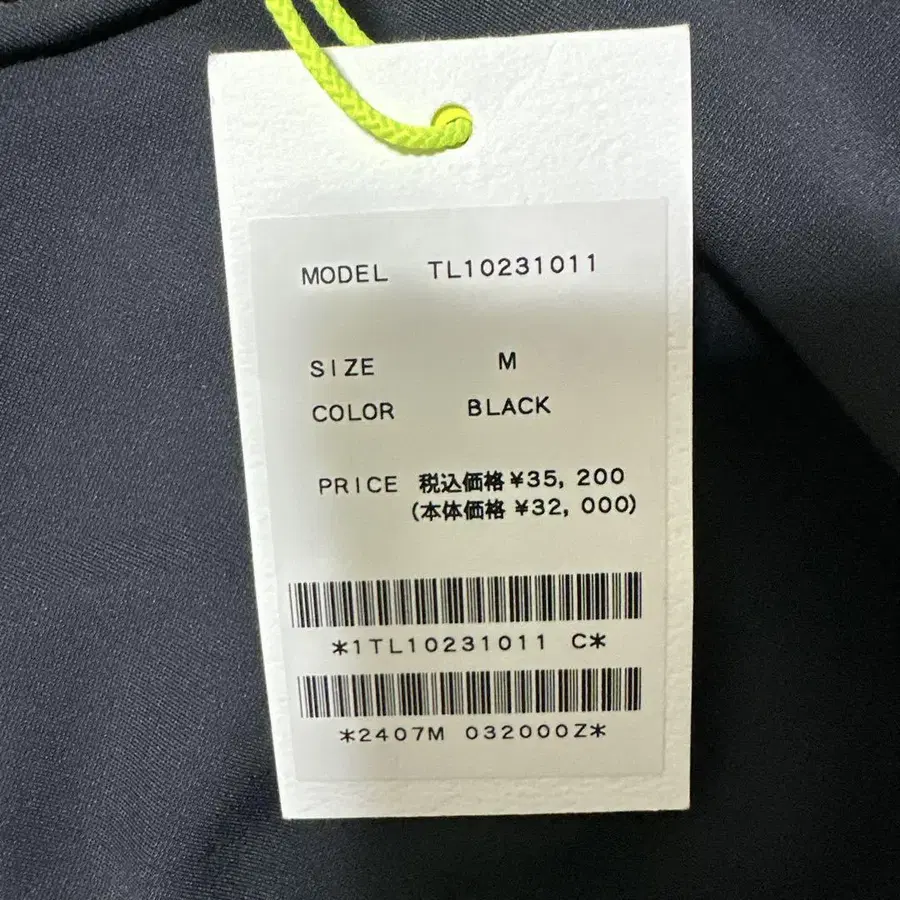 MODEL TL10231011
SIZE M
COLOR BLACK
PRICE 税込価格 ¥35, 200
(本体価格 ¥32, 000)
*1TL10231011 C*
*2407M 032000Z*